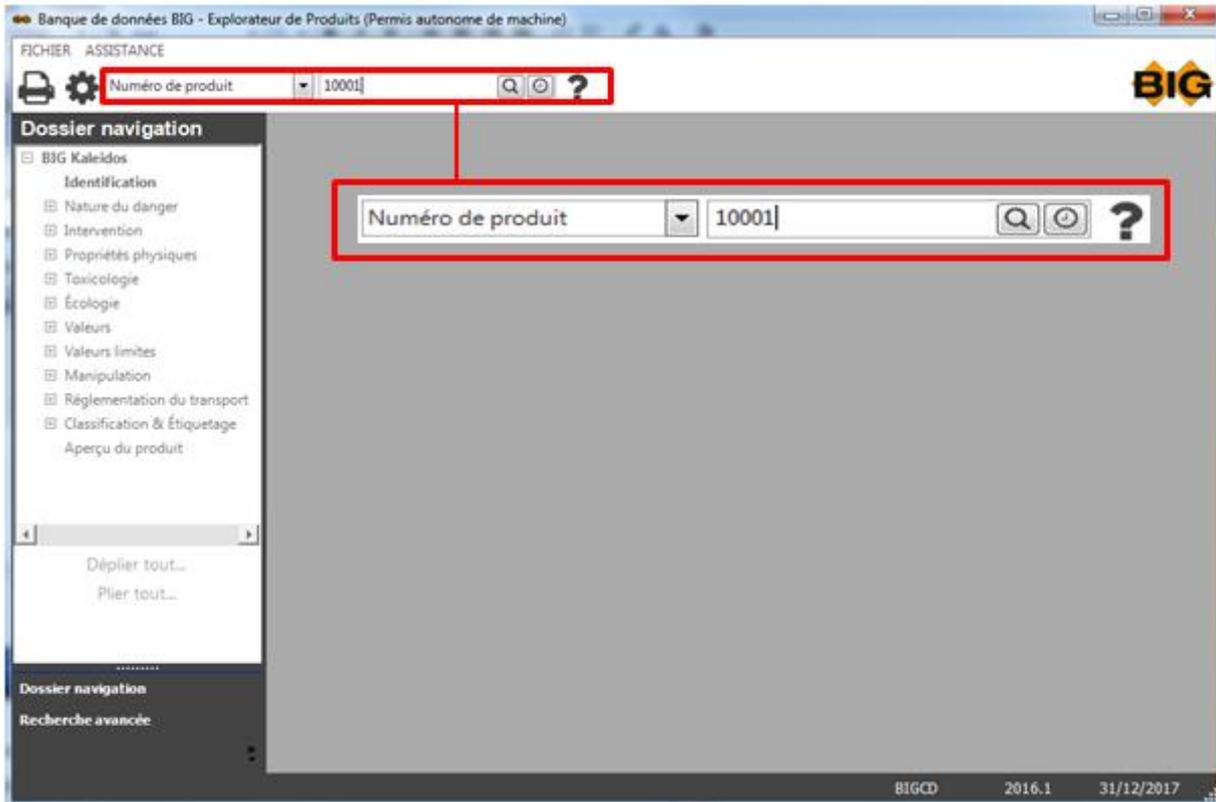 Banque de données BIG - Explorateur de Produits (Permis autonome de machine)
FICHIER ASSISTANCE
Numéro de produit 10001 ?
BIG
Dossier navigation
BIG Kaleidos
Identification
Nature du danger
Intervention
Propriétés physiques
Toxicologie
Écologie
Valeurs
Valeurs limites
Manipulation
Réglementation du transport
Classification & Étiquetage
Aperçu du produit
Numéro de produit 10001 ?
Déplier tout...
Plier tout...
Dossier navigation
Recherche avancée
BIGCD 2016.1 31/12/2017